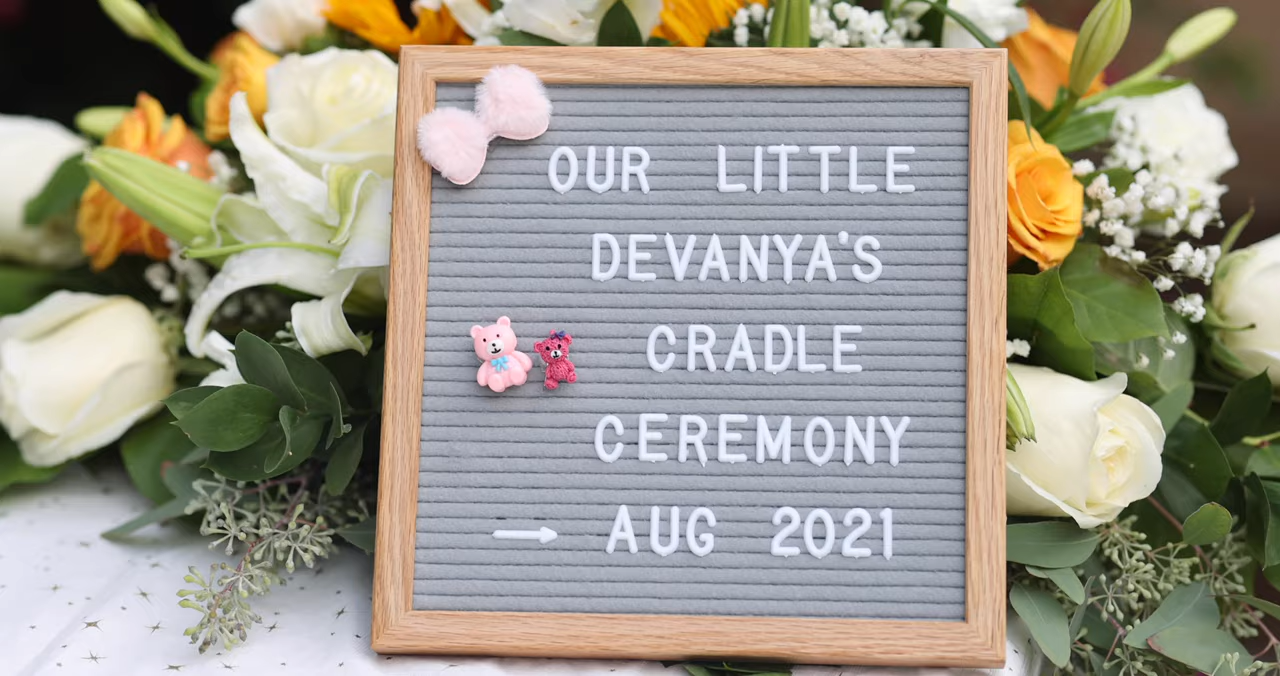 OUR LITTLE
DEVANYA'S
CRADLE
CEREMONY
→ AUG 2021